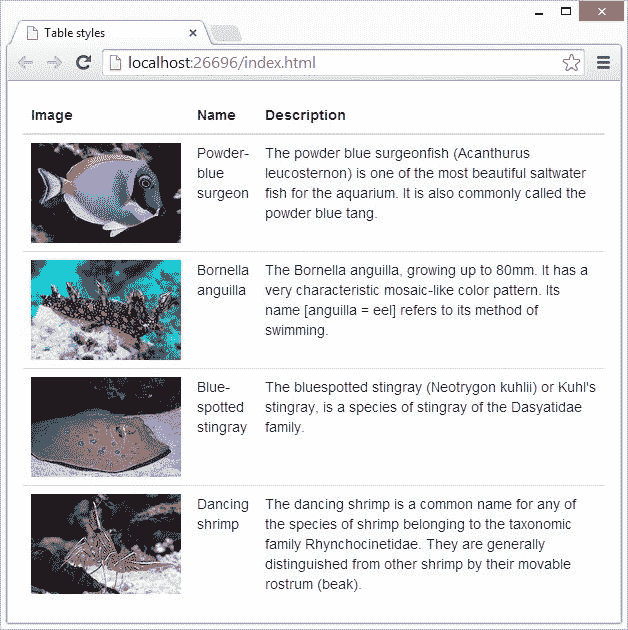 Table styles
localhost:26696/index.html
Image Name Description
Powder-
blue
surgeon
The powder blue surgeonfish (Acanthurus
leucosternon) is one of the most beautiful saltwater
fish for the aquarium. It is also commonly called the
powder blue tang.
Bornella
anguilla
The Bornella anguilla, growing up to 80mm. It has a
very characteristic mosaic-like color pattern. Its
name [anguilla = eel] refers to its method of
swimming.
Blue-
spotted
stingray
The bluespotted stingray (Neotrygon kuhlii) or Kuhl's
stingray, is a species of stingray of the Dasyatidae
family.
Dancing
shrimp
The dancing shrimp is a common name for any of
the species of shrimp belonging to the taxonomic
family Rhynchocinetidae. They are generally
distinguished from other shrimp by their movable
rostrum (beak).